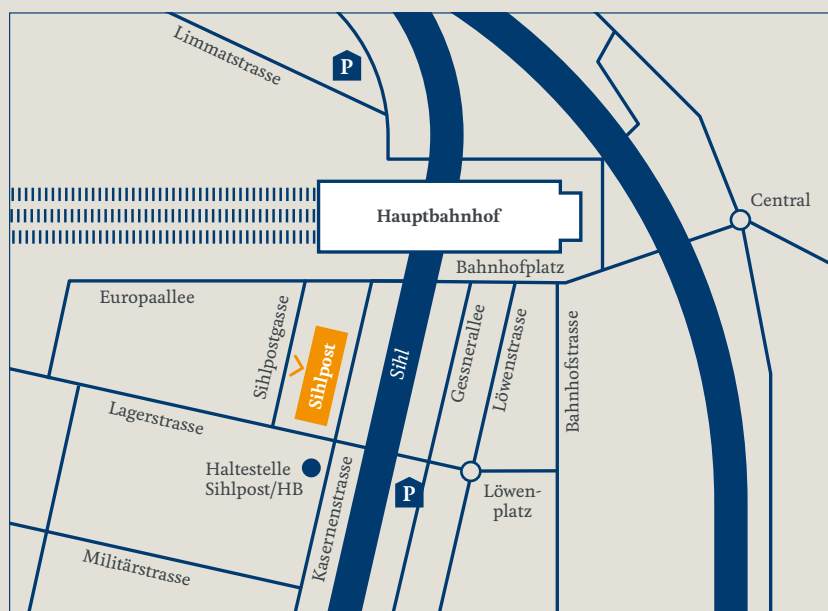 Limmatstrasse
P
Central
Hauptbahnhof
Bahnhofplatz
Europaallee
Sihlpostgasse
Sihlpost
Sihl
Gessnerallee
Löwenstrasse
Bahnhofstrasse
Lagerstrasse
Haltestelle
Sihlpost/HB
Kasernenstrasse
P
Löwen-
platz
Militärstrasse